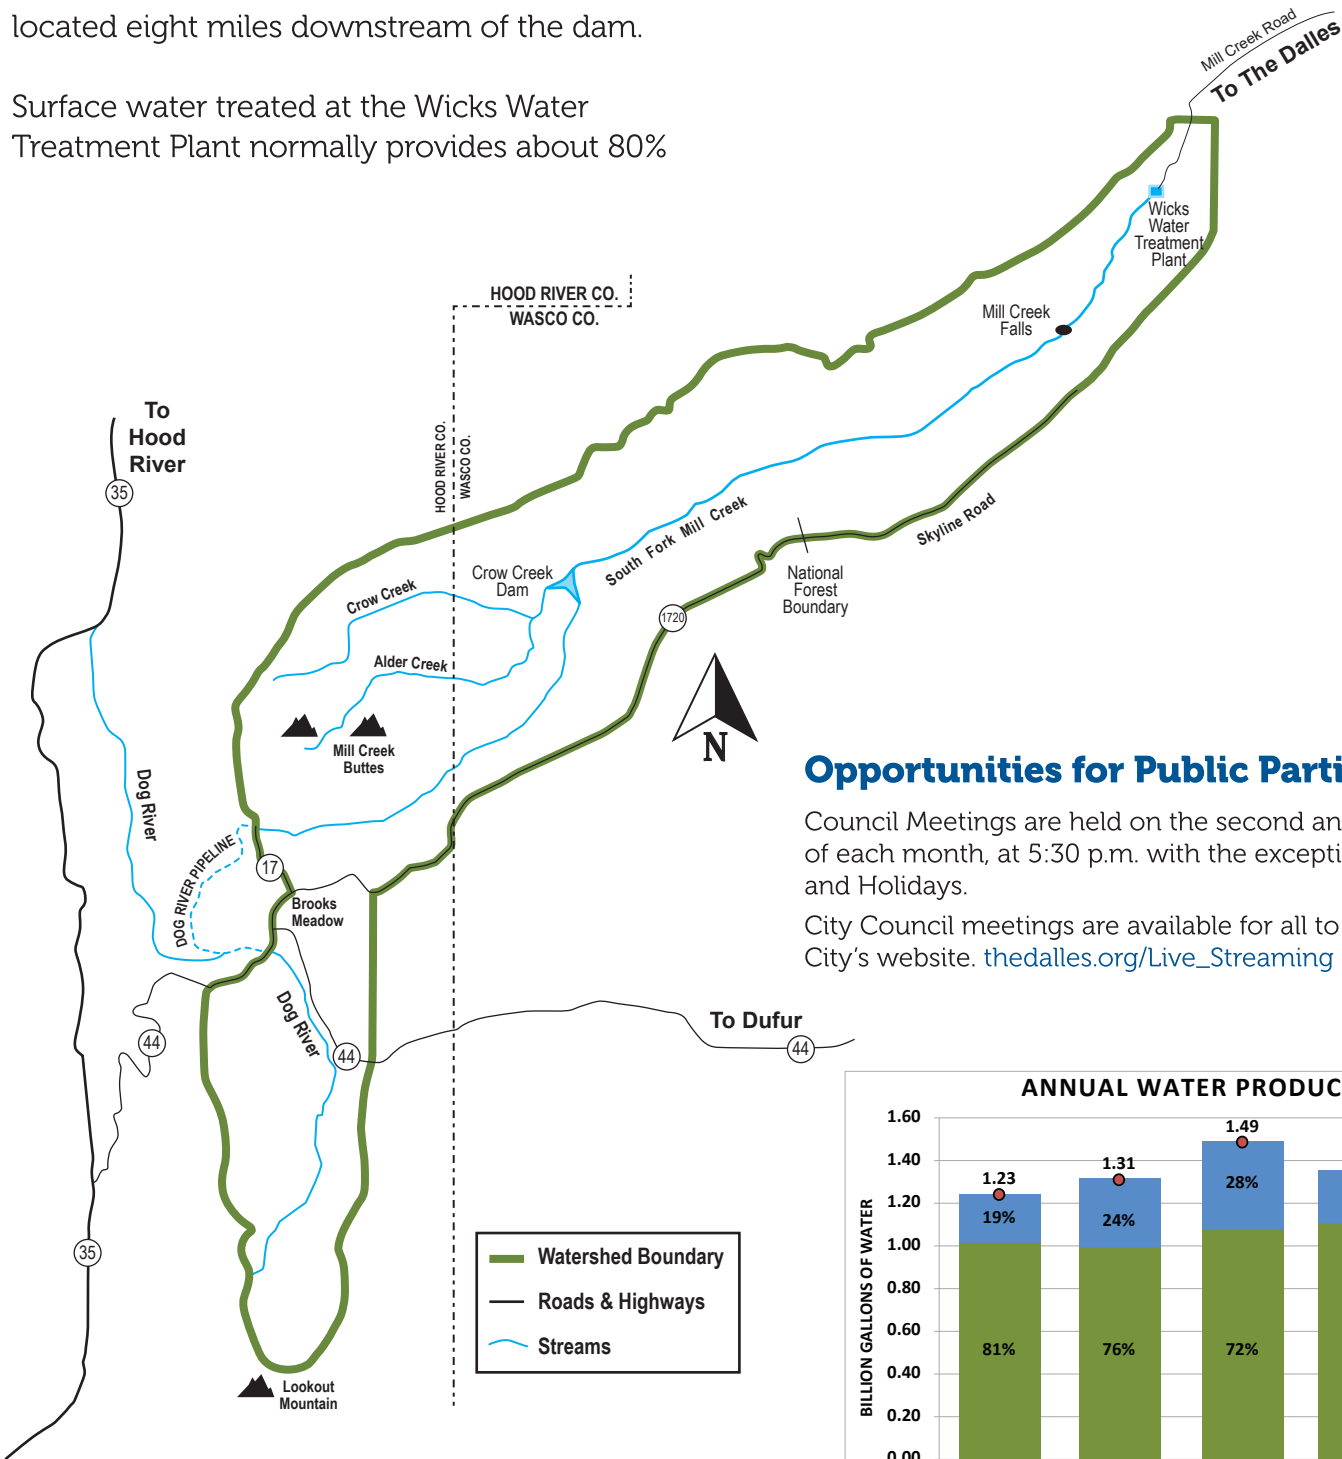 located eight miles downstream of the dam.
Surface water treated at the Wicks Water
Treatment Plant normally provides about 80%
Mill Creek Road
To The Dalles
Wicks
Water
Treatment
Plant
Mill Creek
Falls
HOOD RIVER CO.
WASCO CO.
HOOD RIVER CO.
WASCO CO.
To
Hood
River
35
South Fork Mill Creek
Skyline Road
National
Forest
Boundary
1720
Crow Creek
Dam
Crow Creek
Alder Creek
Mill Creek
Buttes
N
Dog River
DOG RIVER PIPELINE
17
Brooks
Meadow
Dog River
44
44
To Dufur
44
35
Lookout
Mountain
Watershed Boundary
Roads & Highways
Streams
Opportunities for Public Parti
Council Meetings are held on the second an
of each month, at 5:30 p.m. with the excepti
and Holidays.
City Council meetings are available for all to
City's website. thedalles.org/Live_Streaming
ANNUAL WATER PRODUC
BILLION GALLONS OF WATER
1.60
1.40
1.20
1.00
0.80
0.60
0.40
0.20
0.00
1.23
19%
81%
1.31
24%
76%
1.49
28%
72%